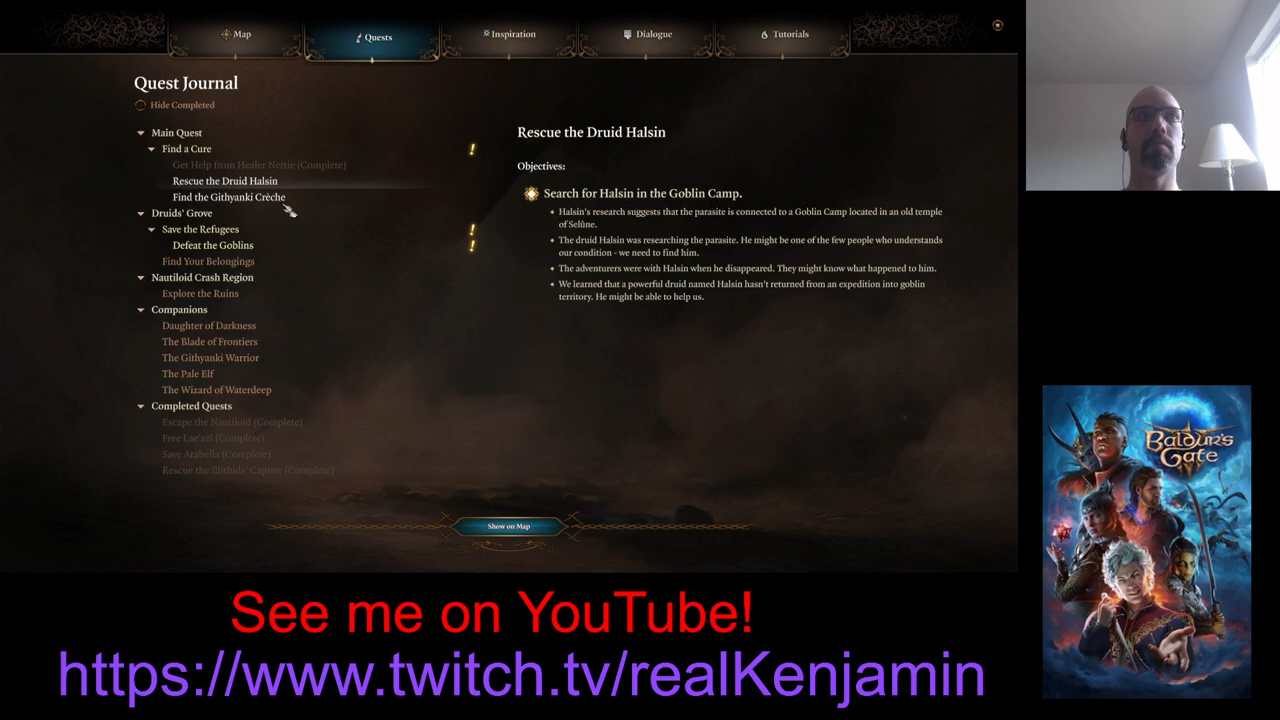 Map
Quests
Inspiration
Dialogue
Tutorials
Quest Journal
Hide Completed
Main Quest
Find a Cure
Get Help from Healer Nettie (Complete)
Rescue the Druid Halsin
Find the Githyanki Crèche
Druids' Grove
Save the Refugees
Defeat the Goblins
Find Your Belongings
Nautiloid Crash Region
Explore the Ruins
Companions
Daughter of Darkness
The Blade of Frontiers
The Githyanki Warrior
The Pale Elf
The Wizard of Waterdeep
Completed Quests
Escape the Nautiloid (Complete)
Free Lae'zel (Complete)
Save Arabella (Complete)
Rescue the Illithids' Captive (Complete)
Rescue the Druid Halsin
Objectives:
Search for Halsin in the Goblin Camp.
Halsin's research suggests that the parasite is connected to a Goblin Camp located in an old temple
of Selûne.
The druid Halsin was researching the parasite. He might be one of the few people who understands
our condition - we need to find him.
The adventurers were with Halsin when he disappeared. They might know what happened to him.
We learned that a powerful druid named Halsin hasn't returned from an expedition into goblin
territory. He might be able to help us.
Show on Map
Baldur's
Gate
See me on YouTube!
https://www.twitch.tv/realKenjamin